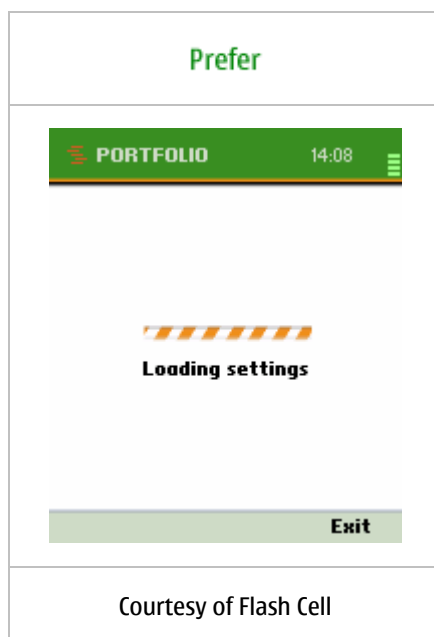 Prefer
PORTFOLIO 14:08
Loading settings
Exit
Courtesy of Flash Cell